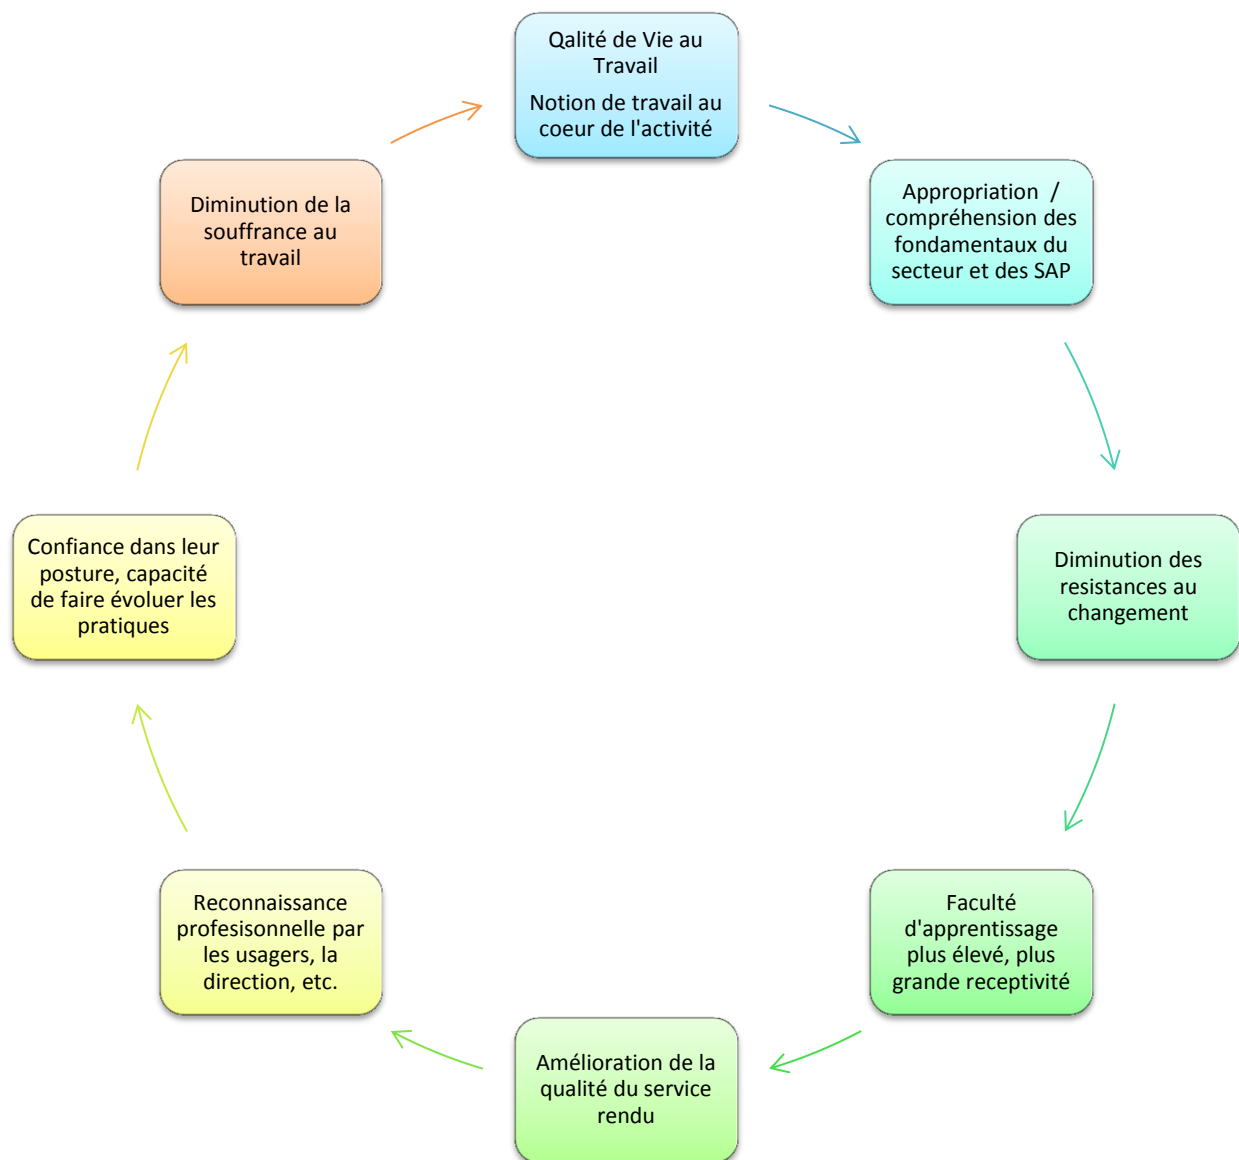 Qalité de Vie au
Travail
Notion de travail au
coeur de l'activité
Appropriation /
compréhension des
fondamentaux du
secteur et des SAP
Diminution des
resistances au
changement
Faculté
d'apprentissage
plus élevé, plus
grande receptivité
Amélioration de la
qualité du service
rendu
Reconnaissance
profesisonnelle par
les usagers, la
direction, etc.
Confiance dans leur
posture, capacité
de faire évoluer les
pratiques
Diminution de la
souffrance au
travail